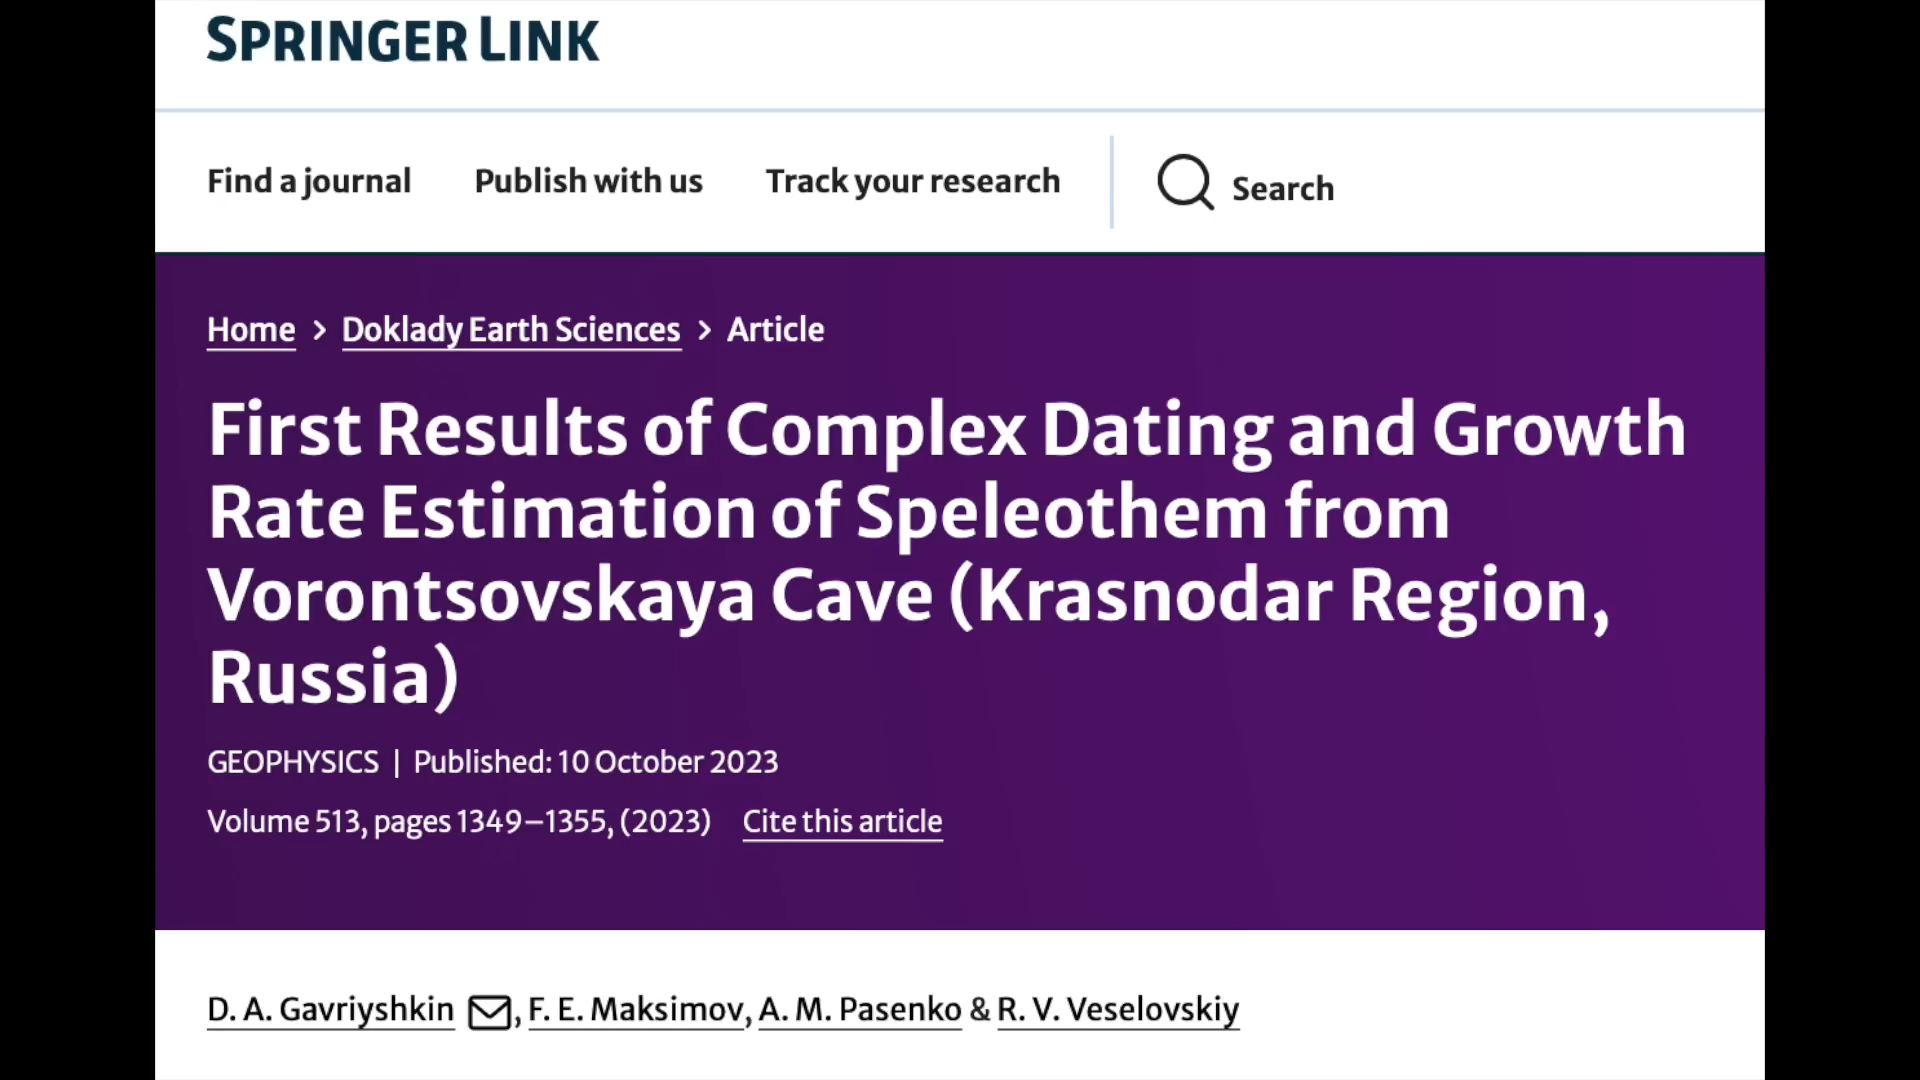 SPRINGER LINK
Find a journal Publish with us Track your research Search
Home > Doklady Earth Sciences > Article
First Results of Complex Dating and Growth
Rate Estimation of Speleothem from
Vorontsovskaya Cave (Krasnodar Region,
Russia)
GEOPHYSICS | Published: 10 October 2023
Volume 513, pages 1349–1355, (2023) Cite this article
D. A. Gavriyshkin, F. E. Maksimov, A. M. Pasenko & R. V. Veselovskiy